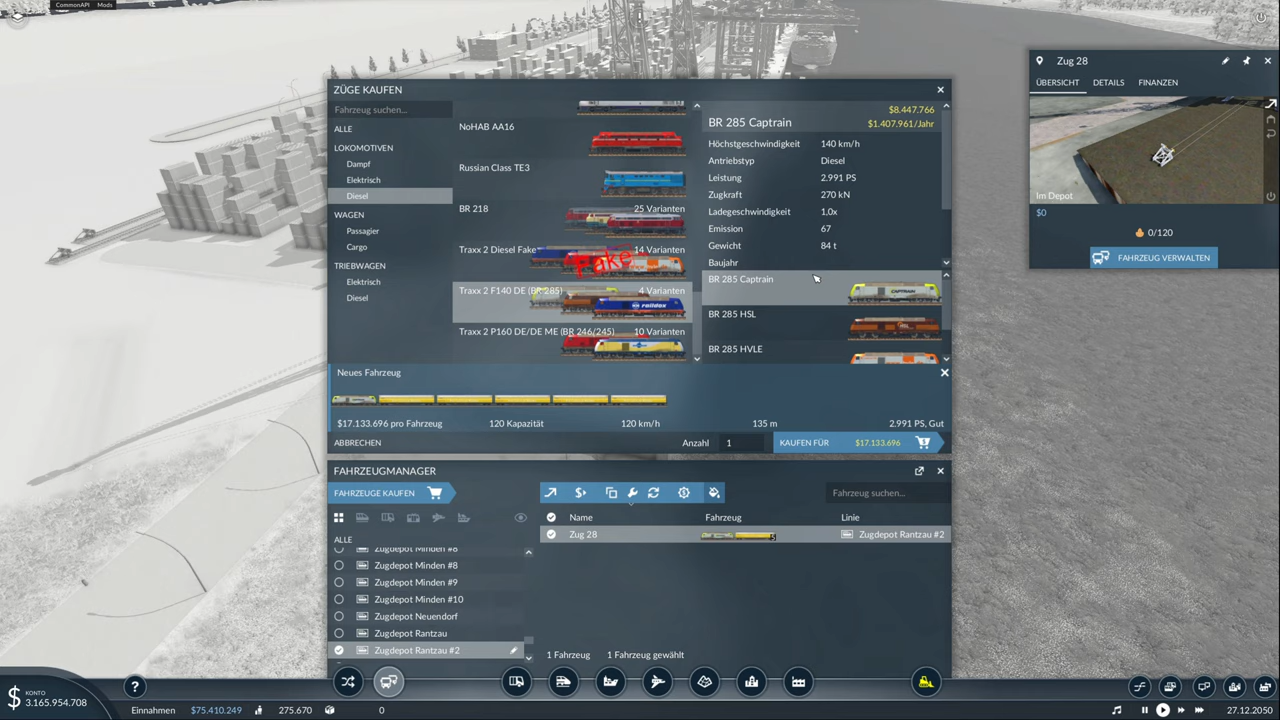 CommonAPI Mods
ZÜGE KAUFEN
Fahrzeug suchen...
ALLE
LOKOMOTIVEN
Dampf
Elektrisch
Diesel
WAGEN
Passagier
Cargo
TRIEBWAGEN
Elektrisch
Diesel
NoHAB AA16
Russian Class TE3
BR 218 25 Varianten
Traxx 2 Diesel Fake 14 Varianten
Fake
Traxx 2 F140 DE (BR 285) 4 Varianten
Traxx 2 P160 DE/DE ME (BR 246/245) 10 Varianten
$8.447.766
BR 285 Captrain $1.407.961/Jahr
Höchstgeschwindigkeit 140 km/h
Antriebstyp Diesel
Leistung 2.991 PS
Zugkraft 270 kN
Ladegeschwindigkeit 1,0x
Emission 67
Gewicht 84 t
Baujahr
BR 285 Captrain
BR 285 HSL
BR 285 HVLE
Neues Fahrzeug
$17.133.696 pro Fahrzeug 120 Kapazität 120 km/h 135 m 2.991 PS, Gut
ABBRECHEN Anzahl 1 KAUFEN FÜR $17.133.696
FAHRZEUGMANAGER
FAHRZEUGE KAUFEN
Fahrzeug suchen...
ALLE
Zugdepot Minden #8
Zugdepot Minden #8
Zugdepot Minden #9
Zugdepot Minden #10
Zugdepot Neuendorf
Zugdepot Rantzau
Zugdepot Rantzau #2
Name Fahrzeug Linie
Zug 28 5 Zugdepot Rantzau #2
1 Fahrzeug 1 Fahrzeug gewählt
Zug 28
ÜBERSICHT DETAILS FINANZEN
Im Depot
$0
0/120
FAHRZEUG VERWALTEN
KONTO
$ 3.165.954.708
?
Einnahmen $75.410.249 275.670 0
27.12.2050